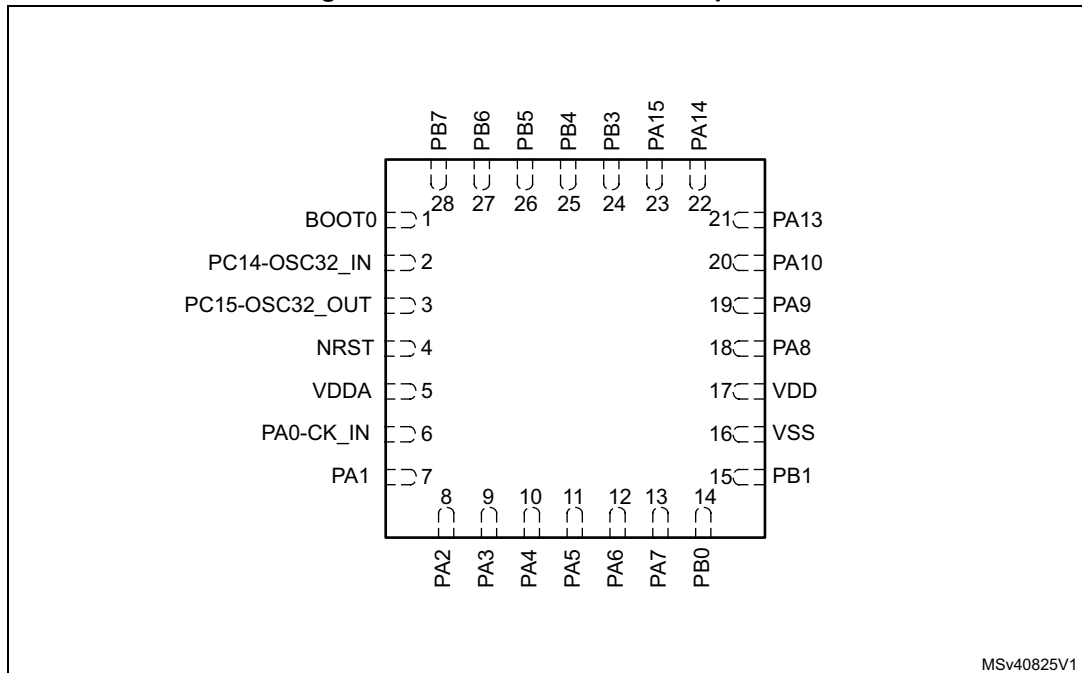 PB7
PB6
PB5
PB4
PB3
PA15
PA14
28
27
26
25
24
23
22
BOOT0 1
21 PA13
PC14-OSC32_IN 2
20 PA10
PC15-OSC32_OUT 3
19 PA9
NRST 4
18 PA8
VDDA 5
17 VDD
PA0-CK_IN 6
16 VSS
PA1 7
15 PB1
8
9
10
11
12
13
14
PA2
PA3
PA4
PA5
PA6
PA7
PB0
MSv40825V1